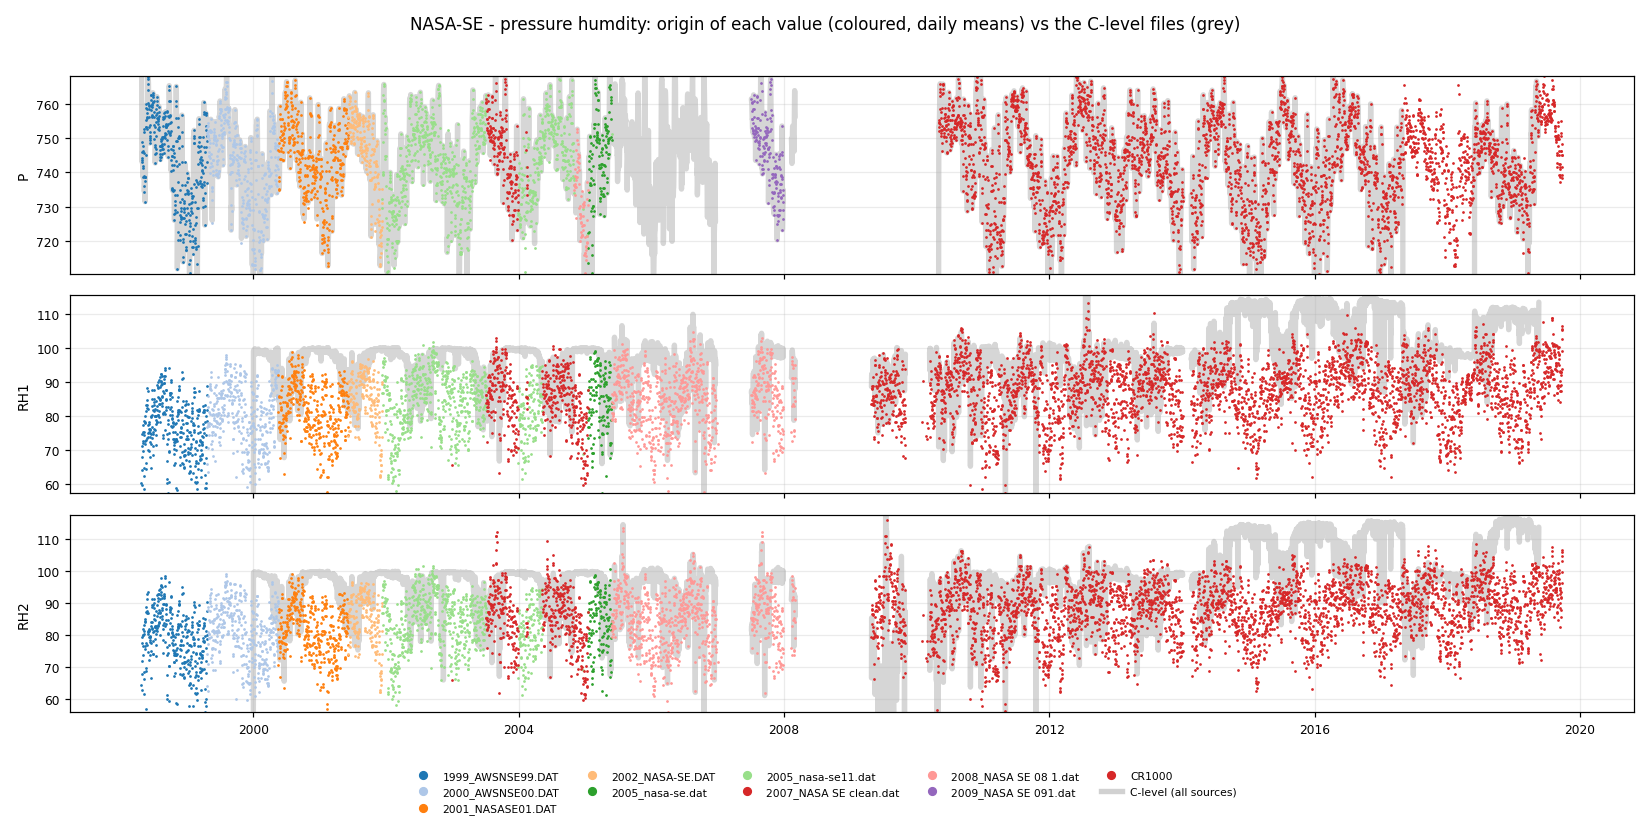 NASA-SE - pressure humdity: origin of each value (coloured, daily means) vs the C-level files (grey)
P
760
750
740
730
720
RH1
110
100
90
80
70
60
RH2
110
100
90
80
70
60
2000 2004 2008 2012 2016 2020
1999_AWSNSE99.DAT 2002_NASA-SE.DAT 2005_nasa-se11.dat 2008_NASA SE 08 1.dat CR1000
2000_AWSNSE00.DAT 2005_nasa-se.dat 2007_NASA SE clean.dat 2009_NASA SE 091.dat C-level (all sources)
2001_NASASE01.DAT